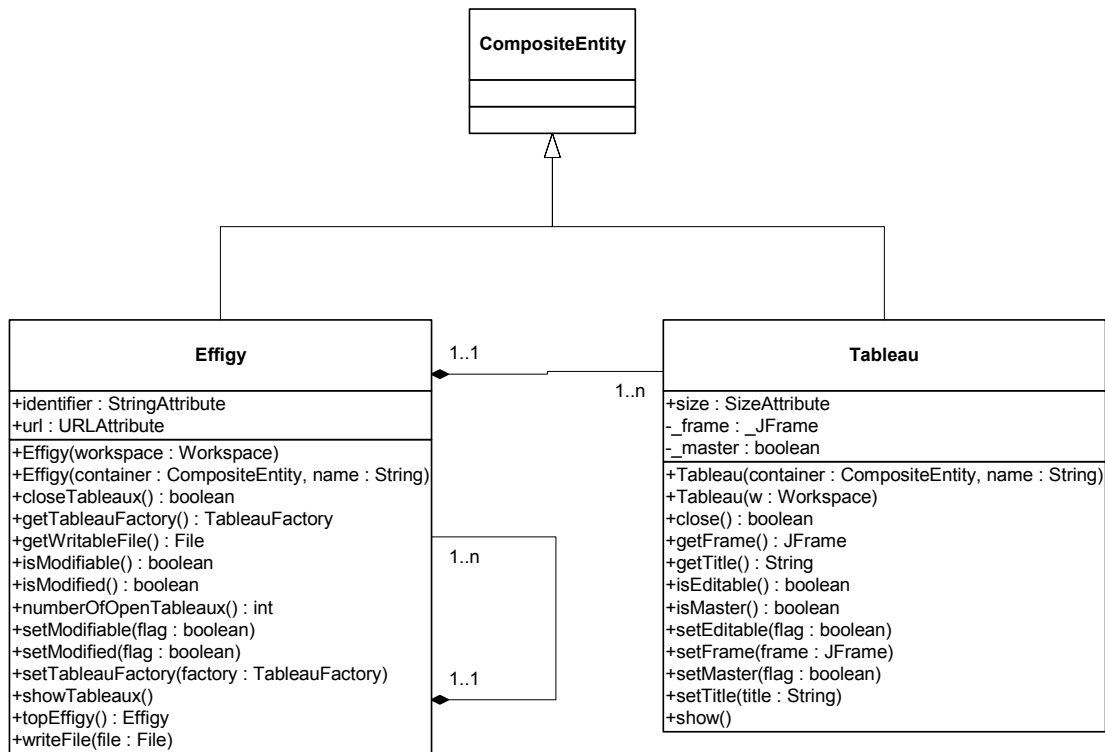 CompositeEntity
Effigy
+identifier : StringAttribute
+url : URLAttribute
+Effigy(workspace : Workspace)
+Effigy(container : CompositeEntity, name : String)
+closeTableaux() : boolean
+getTableauFactory() : TableauFactory
+getWritableFile() : File
+isModifiable() : boolean
+isModified() : boolean
+numberOfOpenTableaux() : int
+setModifiable(flag : boolean)
+setModified(flag : boolean)
+setTableauFactory(factory : TableauFactory)
+showTableaux()
+topEffigy() : Effigy
+writeFile(file : File)
1..1
1..n
1..n
1..1
Tableau
+size : SizeAttribute
-_frame : _JFrame
-_master : boolean
+Tableau(container : CompositeEntity, name : String)
+Tableau(w : Workspace)
+close() : boolean
+getFrame() : JFrame
+getTitle() : String
+isEditable() : boolean
+isMaster() : boolean
+setEditable(flag : boolean)
+setFrame(frame : JFrame)
+setMaster(flag : boolean)
+setTitle(title : String)
+show()